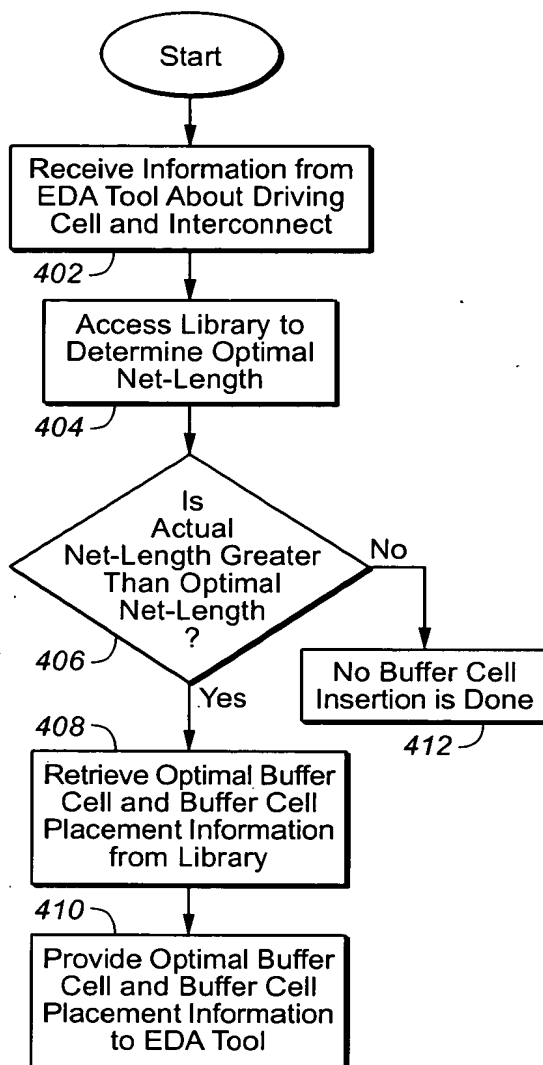 Start
Receive Information from
EDA Tool About Driving
Cell and Interconnect
402
Access Library to
Determine Optimal
Net-Length
404
Is
Actual
Net-Length Greater
Than Optimal
Net-Length
?
406
No
No Buffer Cell
Insertion is Done
412
Yes
408
Retrieve Optimal Buffer
Cell and Buffer Cell
Placement Information
from Library
410
Provide Optimal Buffer
Cell and Buffer Cell
Placement Information
to EDA Tool